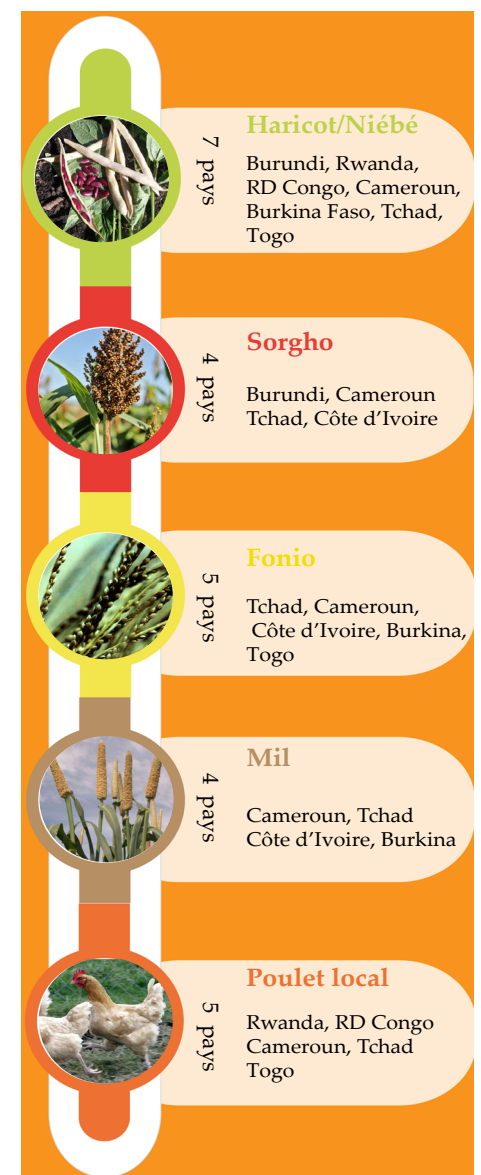 Haricot/Niébé
7 pays
Burundi, Rwanda,
RD Congo, Cameroun,
Burkina Faso, Tchad,
Togo
Sorgho
4 pays
Burundi, Cameroun
Tchad, Côte d’Ivoire
Fonio
5 pays
Tchad, Cameroun,
Côte d’Ivoire, Burkina,
Togo
Mil
4 pays
Cameroun, Tchad
Côte d’Ivoire, Burkina
Poulet local
5 pays
Rwanda, RD Congo
Cameroun, Tchad
Togo